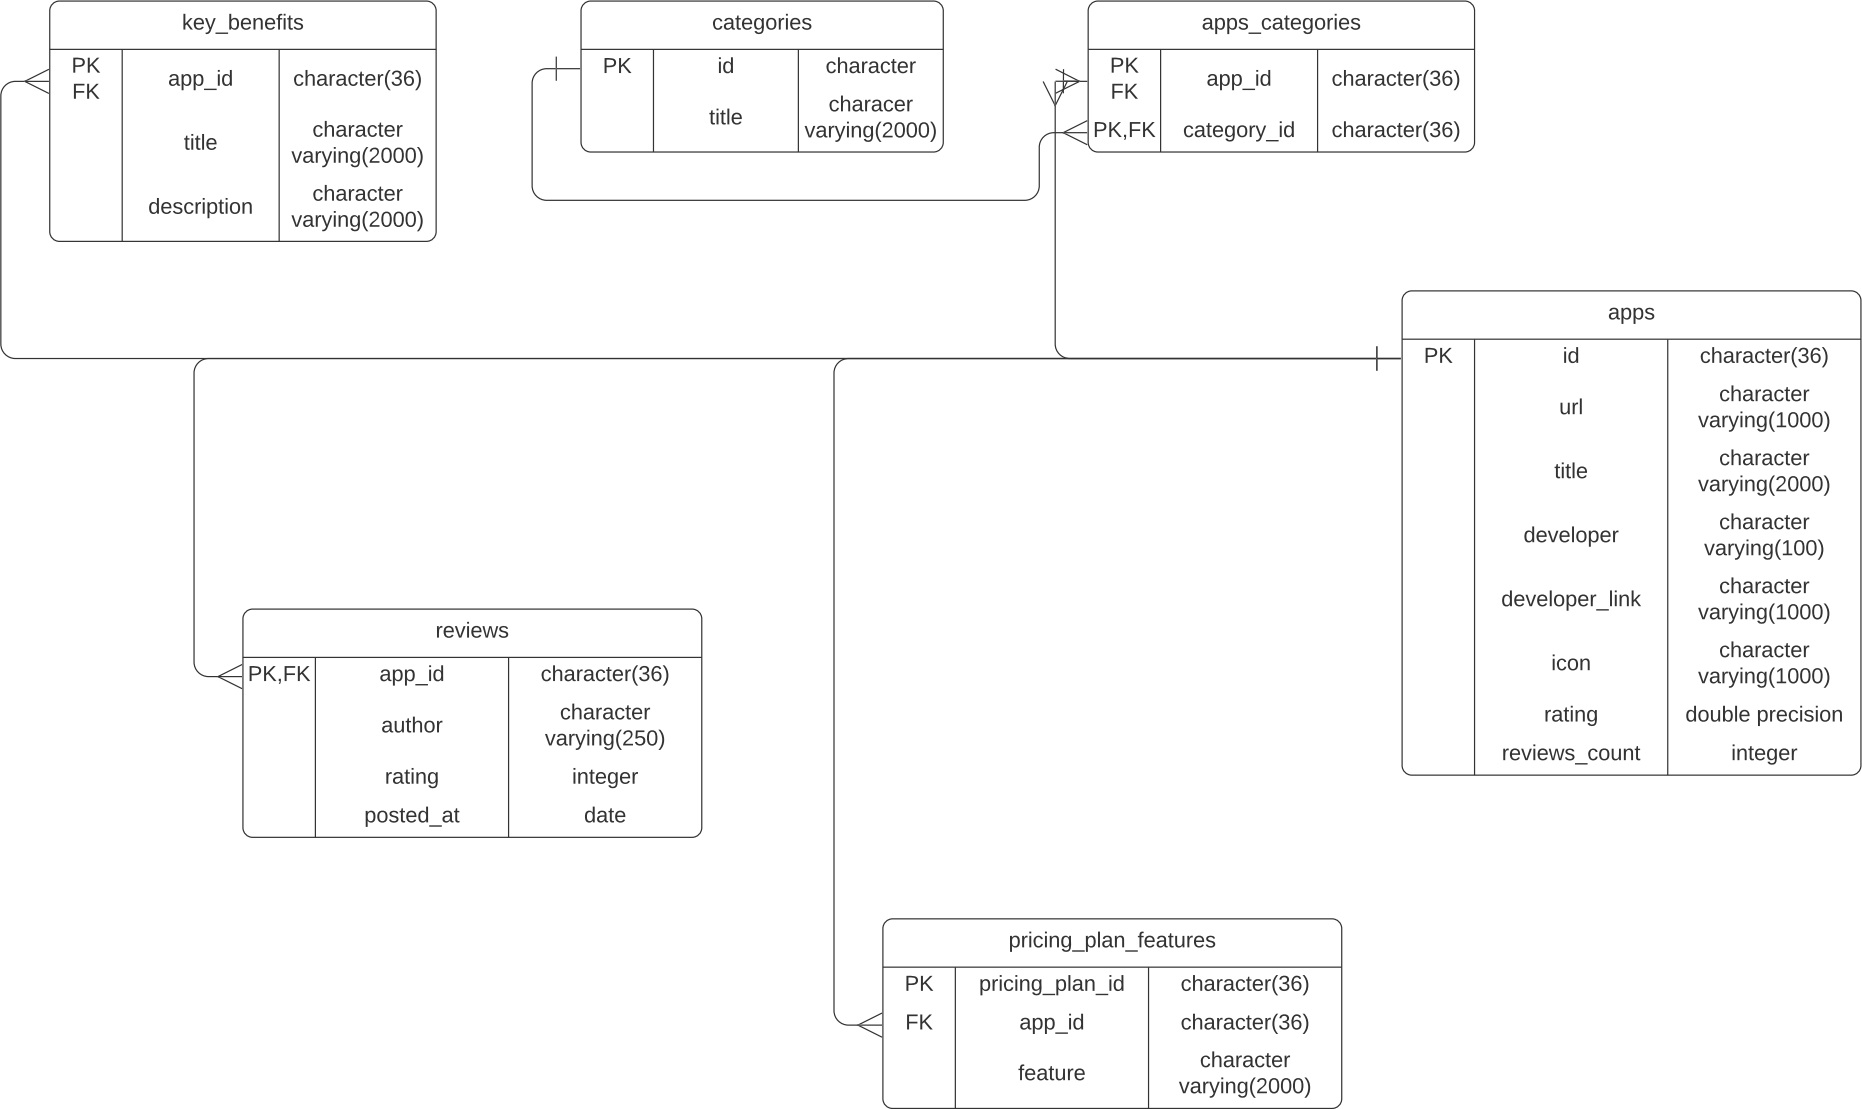 key_benefits
PK
FK
app_id
character(36)
title
character
varying(2000)
description
character
varying(2000)
categories
PK
id
character
title
characer
varying(2000)
apps_categories
PK
FK
app_id
character(36)
PK,FK
category_id
character(36)
apps
PK
id
character(36)
url
character
varying(1000)
title
character
varying(2000)
developer
character
varying(100)
developer_link
character
varying(1000)
icon
character
varying(1000)
rating
double precision
reviews_count
integer
reviews
PK,FK
app_id
character(36)
author
character
varying(250)
rating
integer
posted_at
date
pricing_plan_features
PK
pricing_plan_id
character(36)
FK
app_id
character(36)
feature
character
varying(2000)